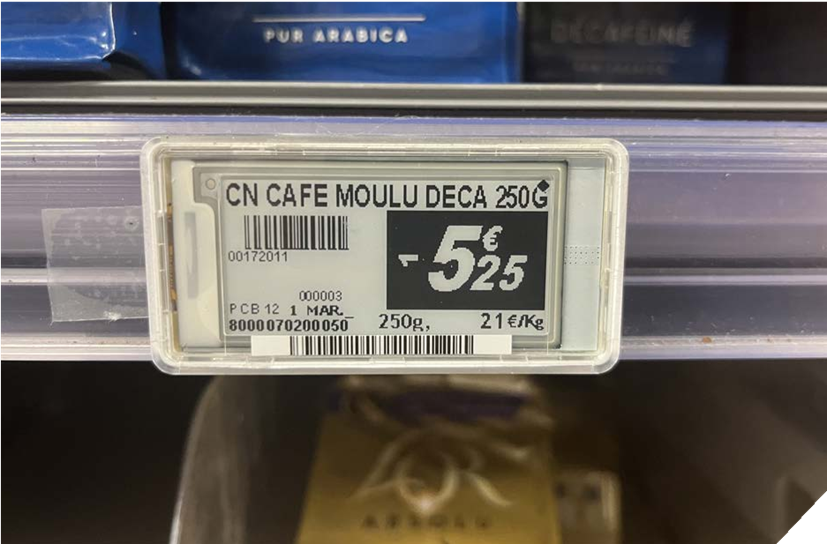 PUR ARABICA
DÉCAFÉINÉ
CN CAFE MOULU DECA 250G
5€25
00172011
000003
PCB 12 1 MAR._
8000070200050 250g, 21€/Kg
L'OR
ABSOLU